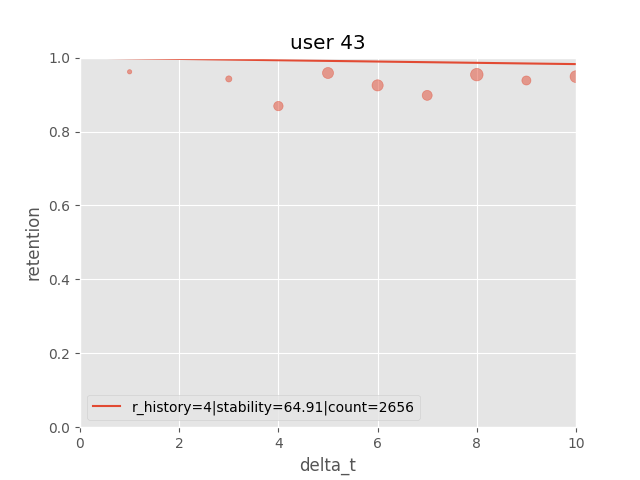 user 43
1.0
0.8
0.6
0.4
0.2
0.0
retention
r_history=4|stability=64.91|count=2656
0 2 4 6 8 10
delta_t